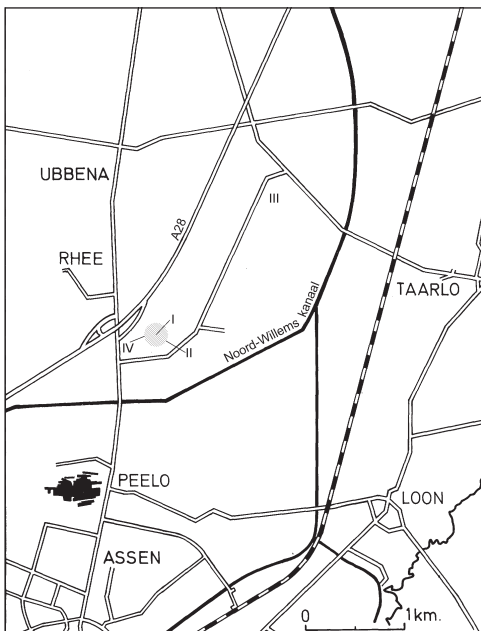 UBBENA
A28
III
RHEE
TAARLO
I
IV
II
Noord-Willems kanaal
PEELO
LOON
ASSEN
0 1km.